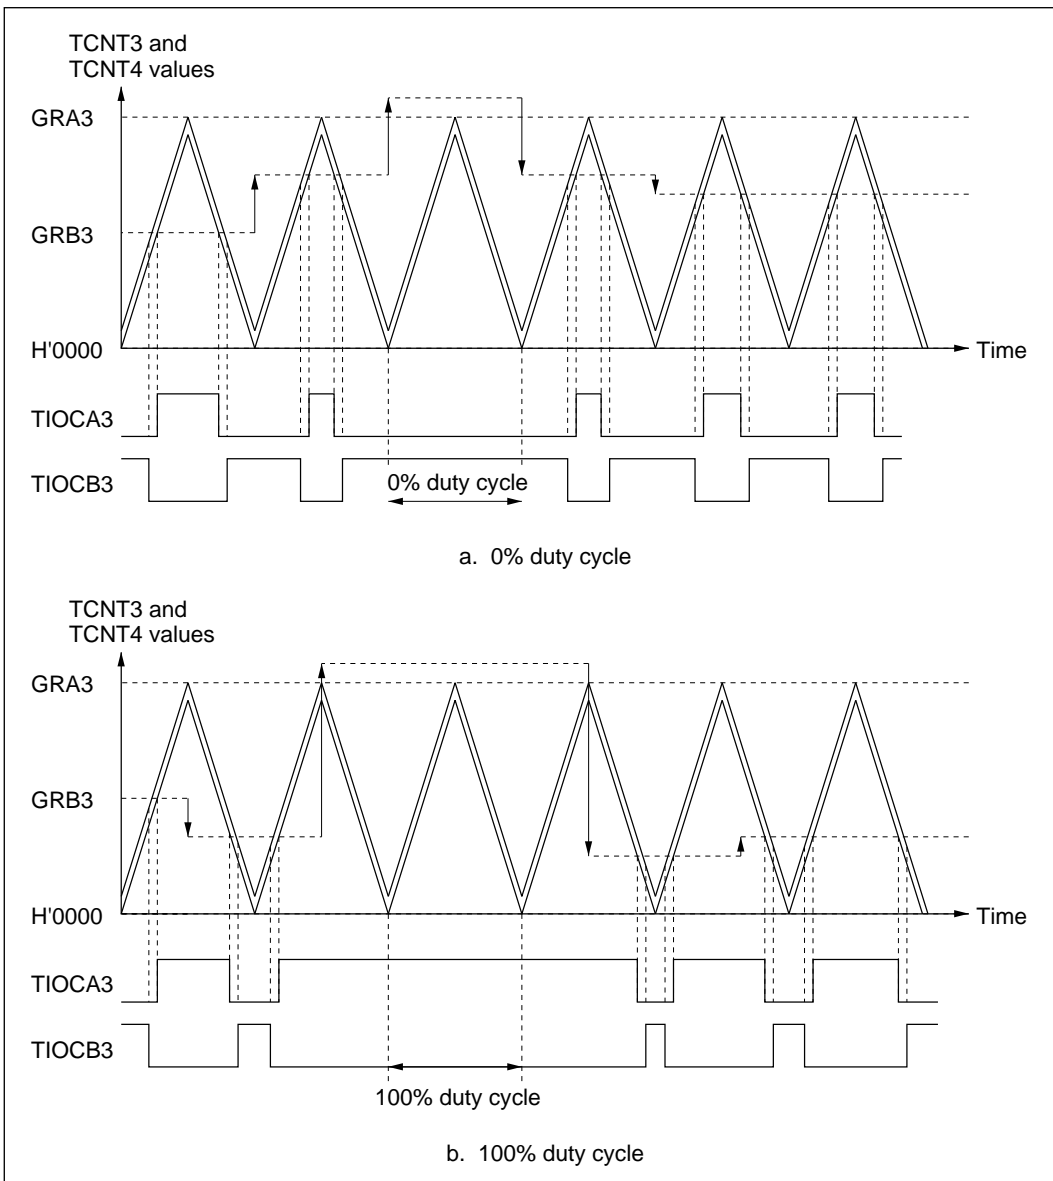 TCNT3 and
TCNT4 values
GRA3
GRB3
H'0000
Time
TIOCA3
TIOCB3
0% duty cycle
a. 0% duty cycle
TCNT3 and
TCNT4 values
GRA3
GRB3
H'0000
Time
TIOCA3
TIOCB3
100% duty cycle
b. 100% duty cycle